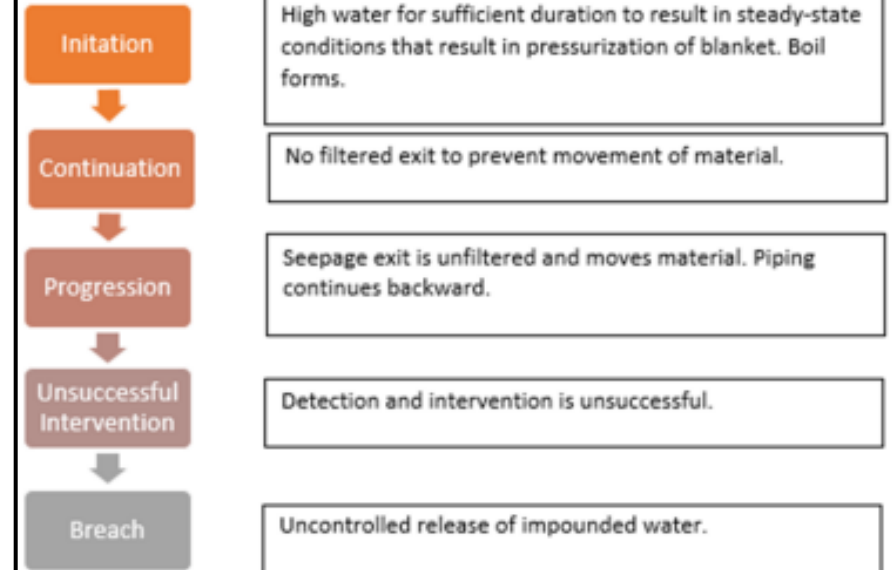 Initation
High water for sufficient duration to result in steady-state
conditions that result in pressurization of blanket. Boil
forms.
Continuation
No filtered exit to prevent movement of material.
Progression
Seepage exit is unfiltered and moves material. Piping
continues backward.
Unsuccessful
Intervention
Detection and intervention is unsuccessful.
Breach
Uncontrolled release of impounded water.